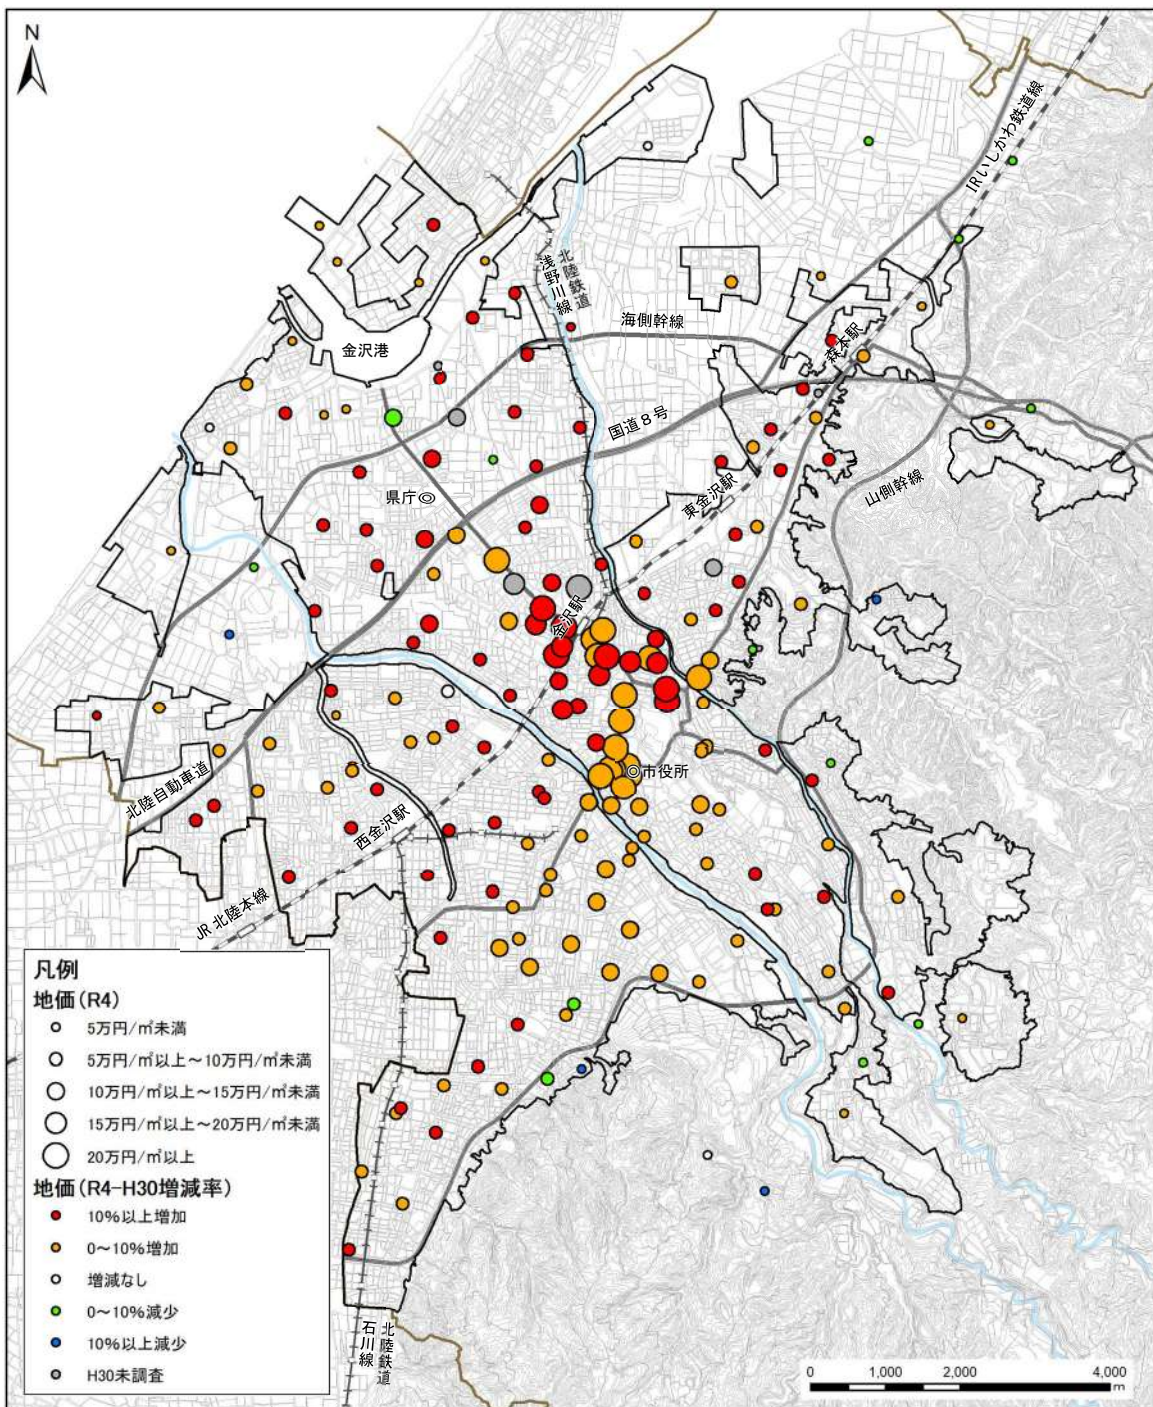 N
IRいしかわ鉄道線
北陸鉄道
浅野川線
海側幹線
金沢港
森本駅
国道8号
東金沢駅
山側幹線
県庁◎
金沢駅
◎市役所
北陸自動車道
西金沢駅
JR 北陸本線
凡例
地価(R4)
5万円/㎡未満
5万円/㎡以上～10万円/㎡未満
10万円/㎡以上～15万円/㎡未満
15万円/㎡以上～20万円/㎡未満
20万円/㎡以上
地価(R4-H30増減率)
10%以上増加
0～10%増加
増減なし
0～10%減少
10%以上減少
H30未調査
北陸鉄道
石川線
0 1,000 2,000 4,000
m